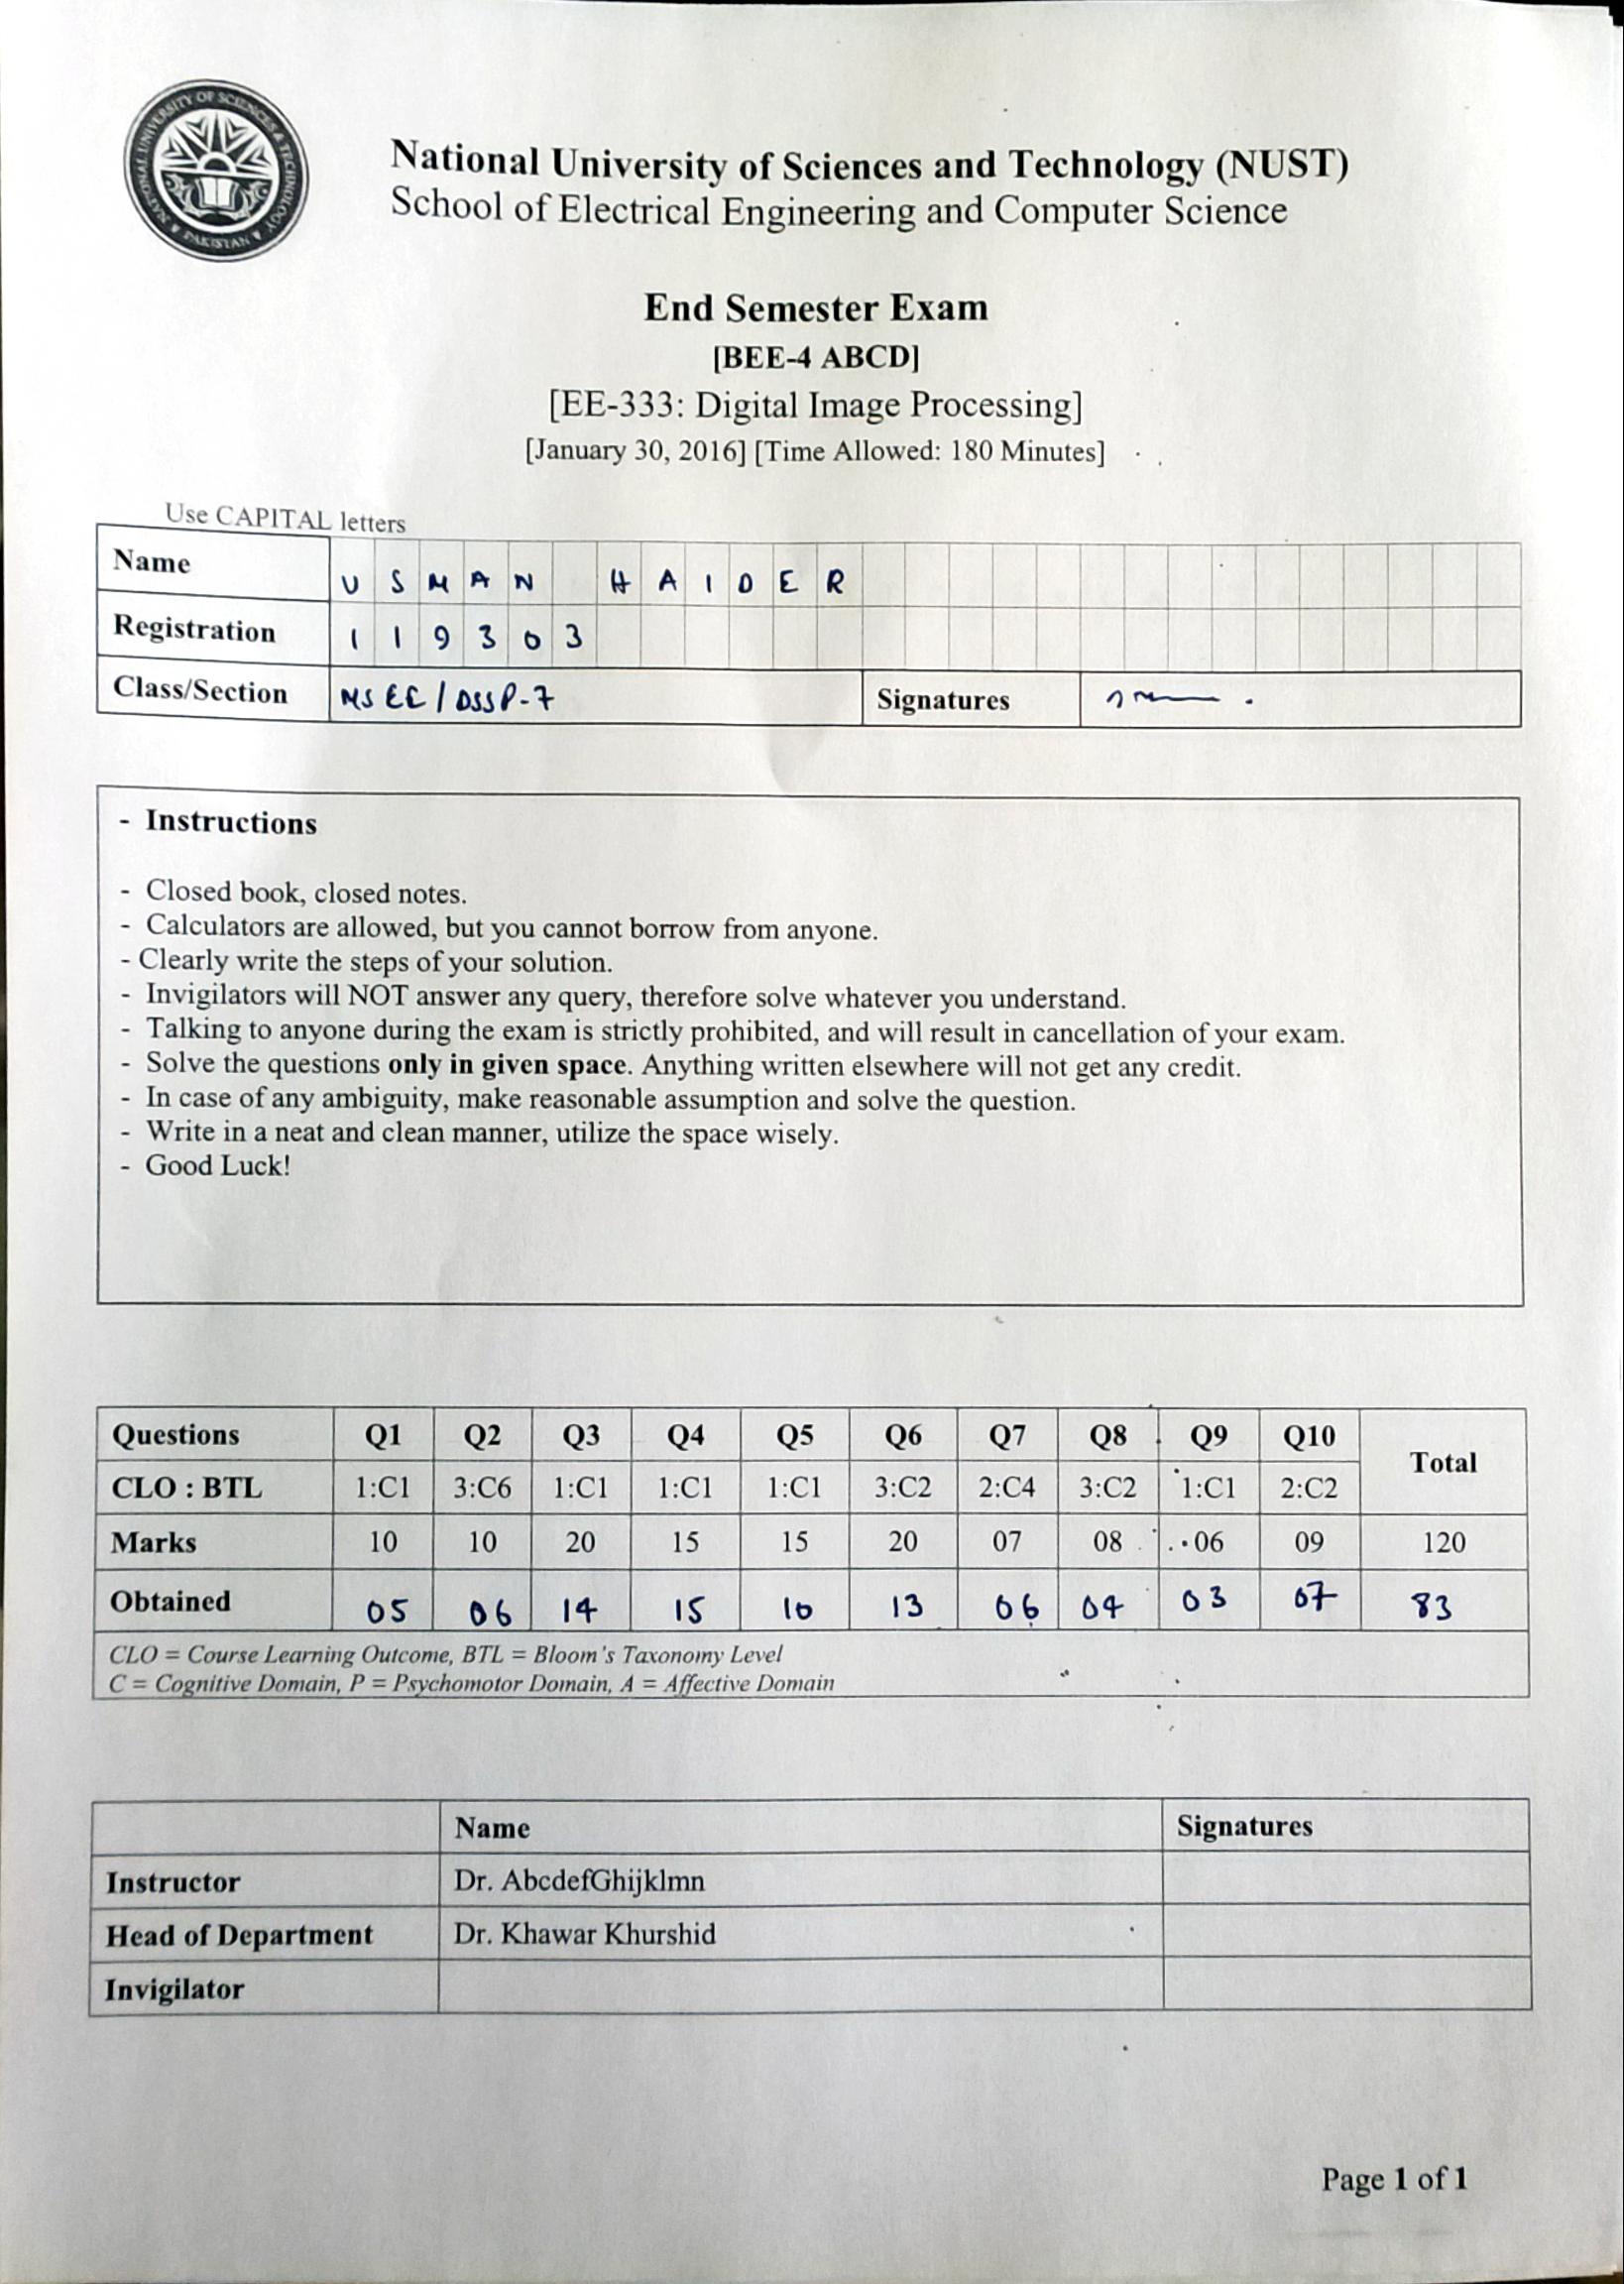 NATIONAL UNIVERSITY OF SCIENCES & TECHNOLOGY
PAKISTAN
National University of Sciences and Technology (NUST)
School of Electrical Engineering and Computer Science
End Semester Exam
[BEE-4 ABCD]
[EE-333: Digital Image Processing]
[January 30, 2016] [Time Allowed: 180 Minutes]
Use CAPITAL letters
Name USMAN HAIDER
Registration 119303
Class/Section MS EE / DSSP-7 Signatures
- Instructions
- Closed book, closed notes.
- Calculators are allowed, but you cannot borrow from anyone.
- Clearly write the steps of your solution.
- Invigilators will NOT answer any query, therefore solve whatever you understand.
- Talking to anyone during the exam is strictly prohibited, and will result in cancellation of your exam.
- Solve the questions only in given space. Anything written elsewhere will not get any credit.
- In case of any ambiguity, make reasonable assumption and solve the question.
- Write in a neat and clean manner, utilize the space wisely.
- Good Luck!
Questions Q1 Q2 Q3 Q4 Q5 Q6 Q7 Q8 Q9 Q10 Total
CLO : BTL 1:C1 3:C6 1:C1 1:C1 1:C1 3:C2 2:C4 3:C2 1:C1 2:C2
Marks 10 10 20 15 15 20 07 08 06 09 120
Obtained 05 06 14 15 10 13 06 04 03 07 83
CLO = Course Learning Outcome, BTL = Bloom's Taxonomy Level
C = Cognitive Domain, P = Psychomotor Domain, A = Affective Domain
Name Signatures
Instructor Dr. AbcdefGhijklmn
Head of Department Dr. Khawar Khurshid
Invigilator
Page 1 of 1